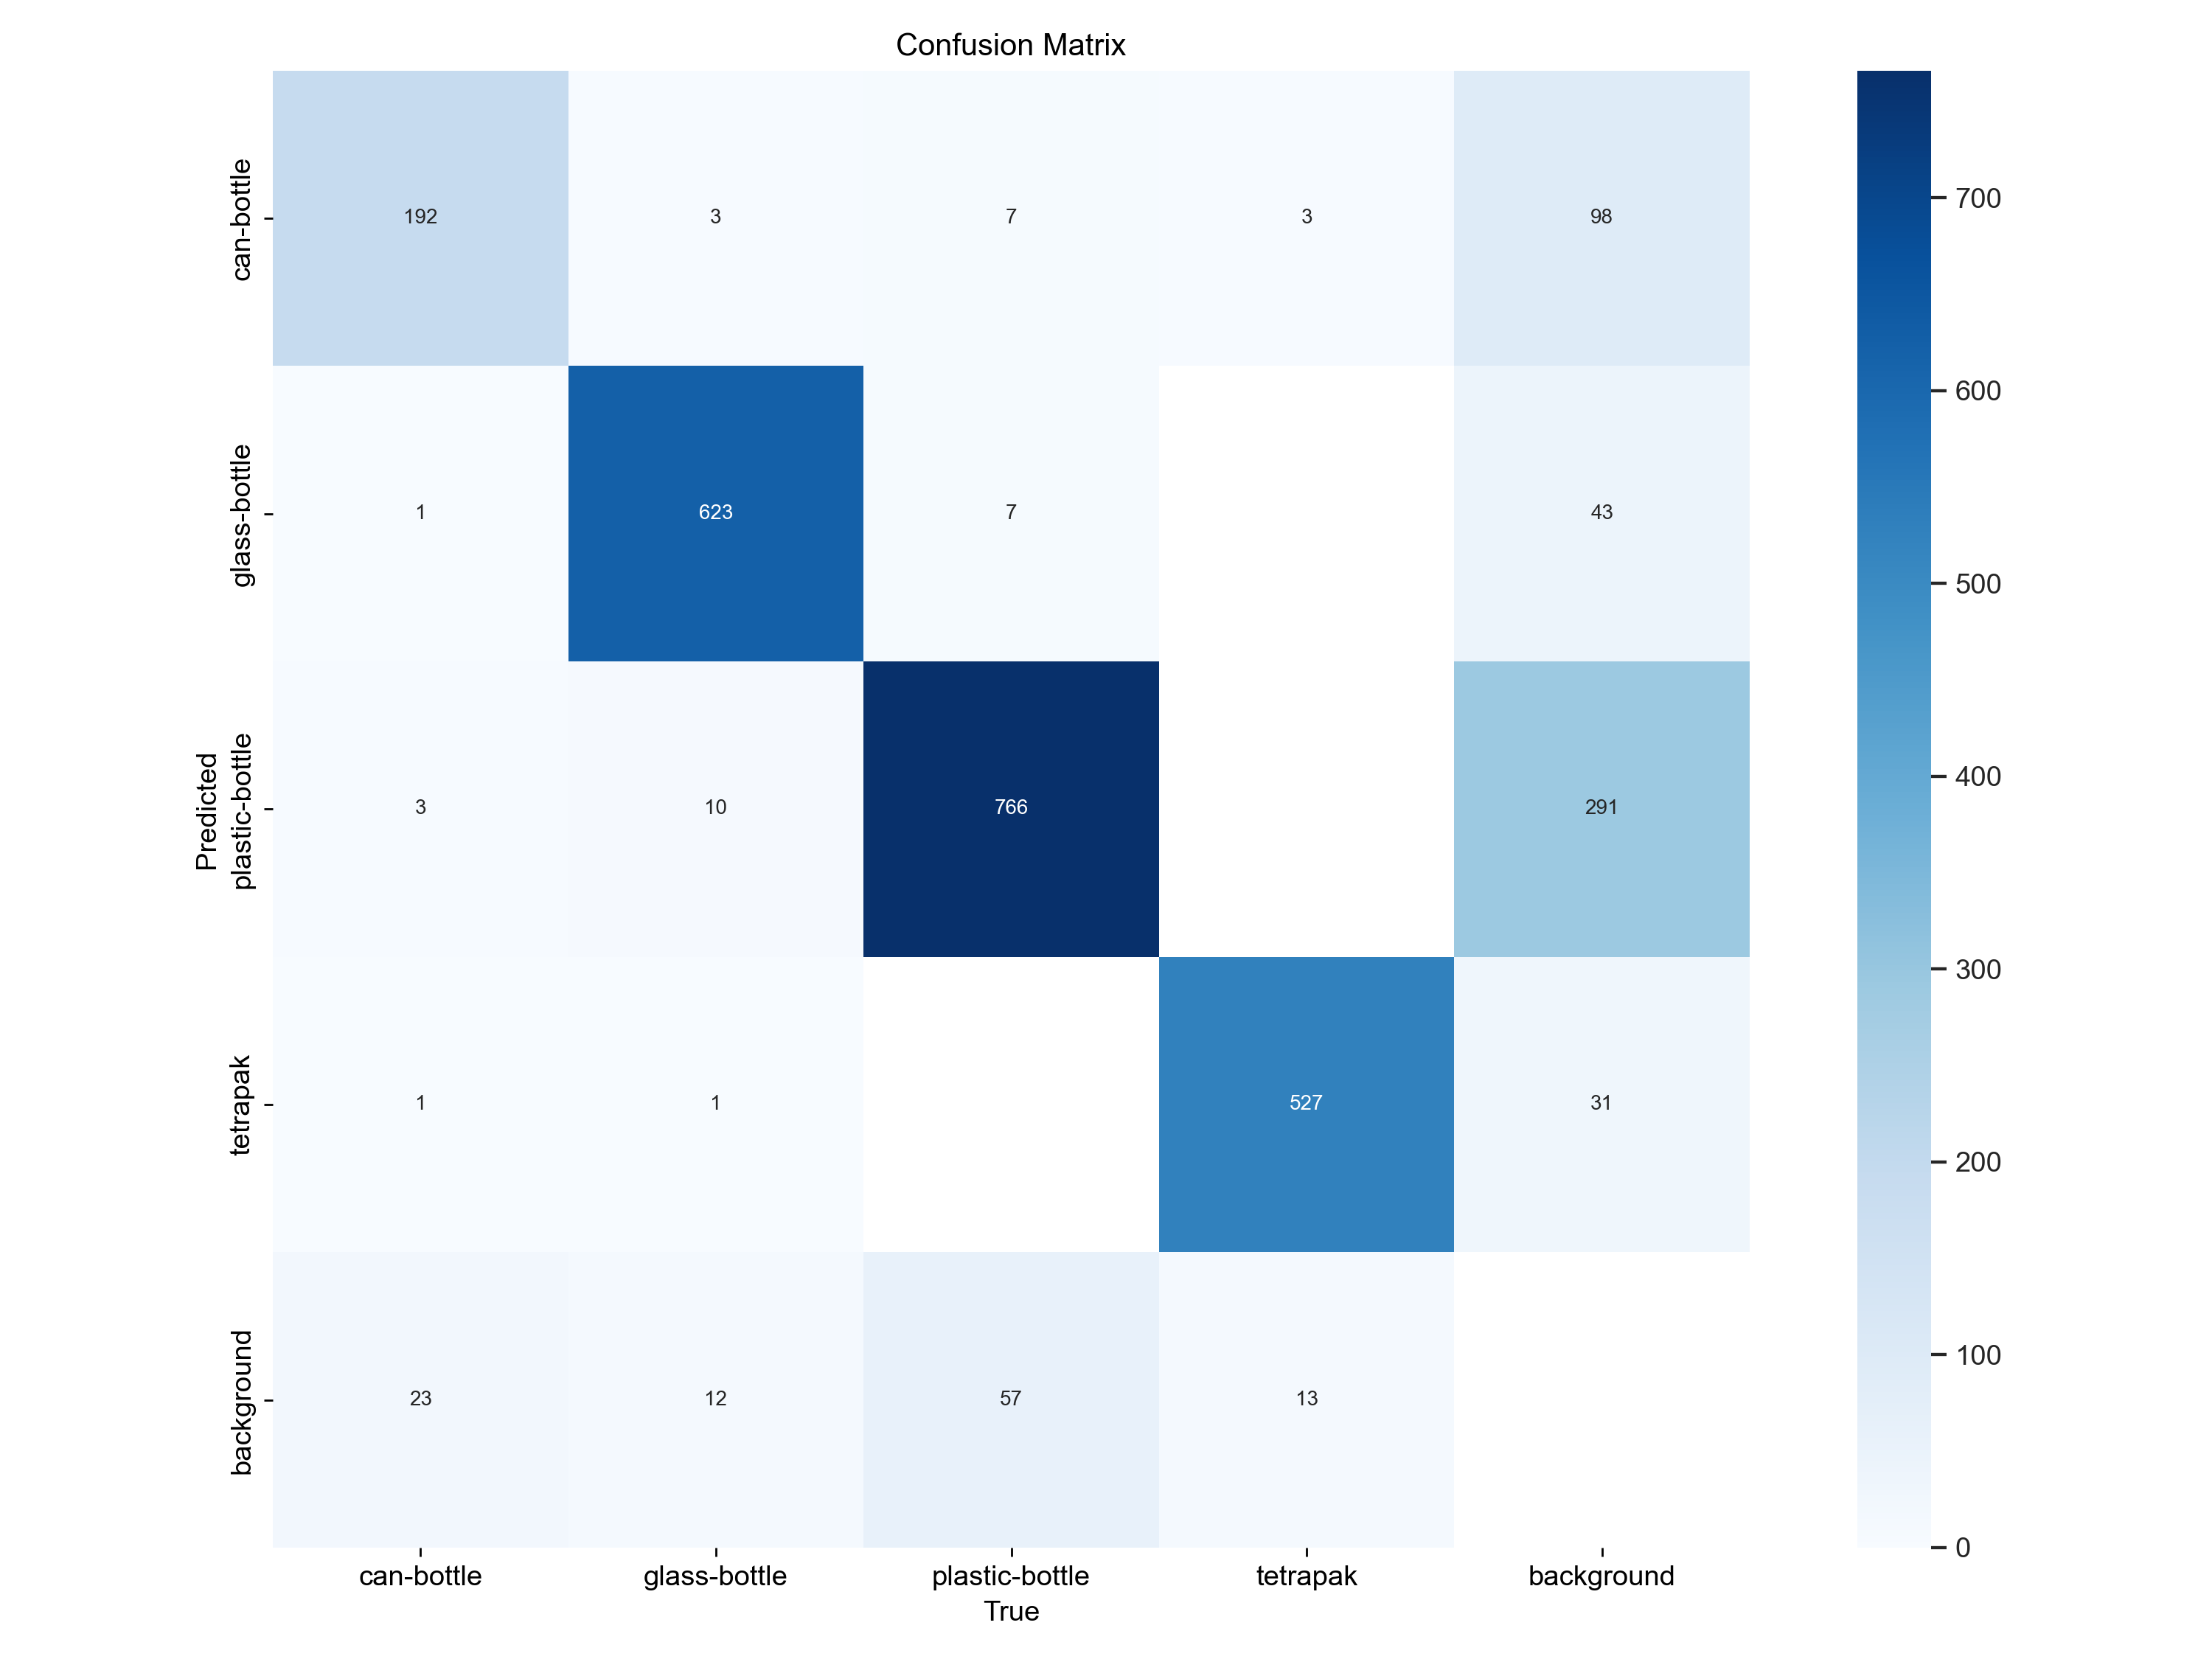 Confusion Matrix
can-bottle
192 3 7 3 98
glass-bottle
1 623 7 43
Predicted
plastic-bottle
3 10 766 291
tetrapak
1 1 527 31
background
23 12 57 13
can-bottle glass-bottle plastic-bottle tetrapak background
True
700
600
500
400
300
200
100
0